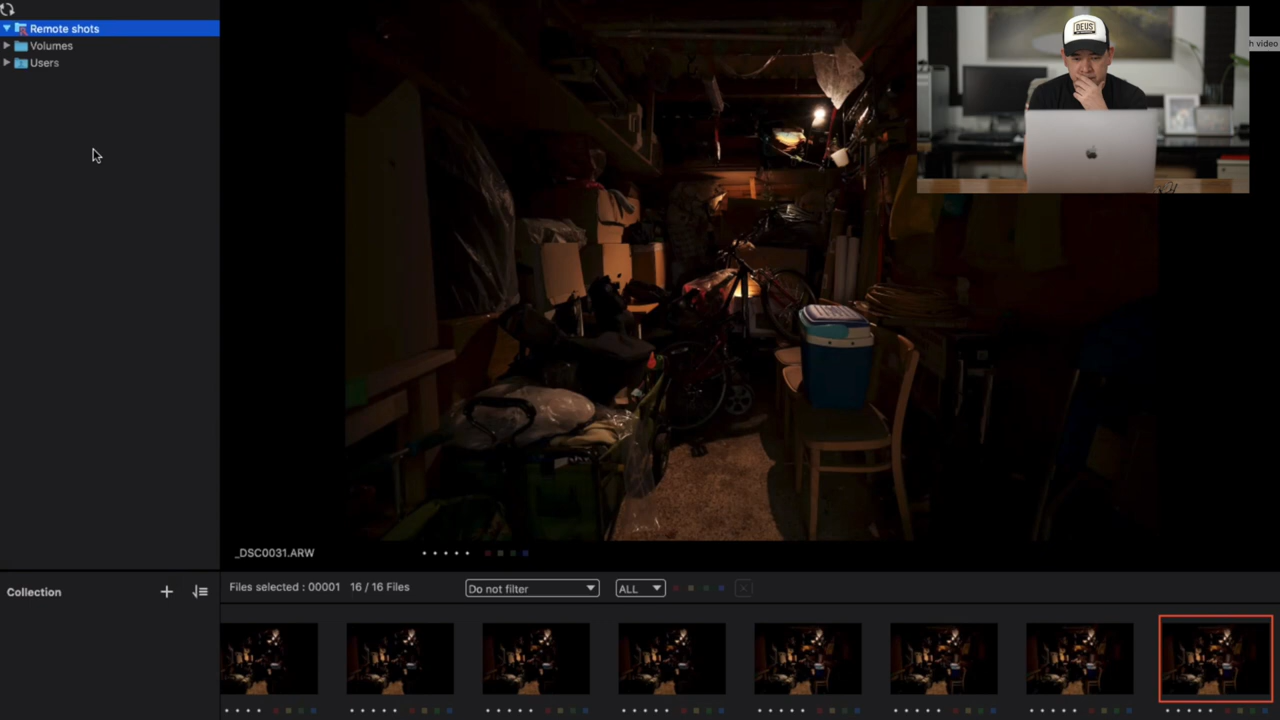 Remote shots
Volumes
Users
DEUS
h video
_DSC0031.ARW
Collection
Files selected : 00001 16 / 16 Files
Do not filter
ALL